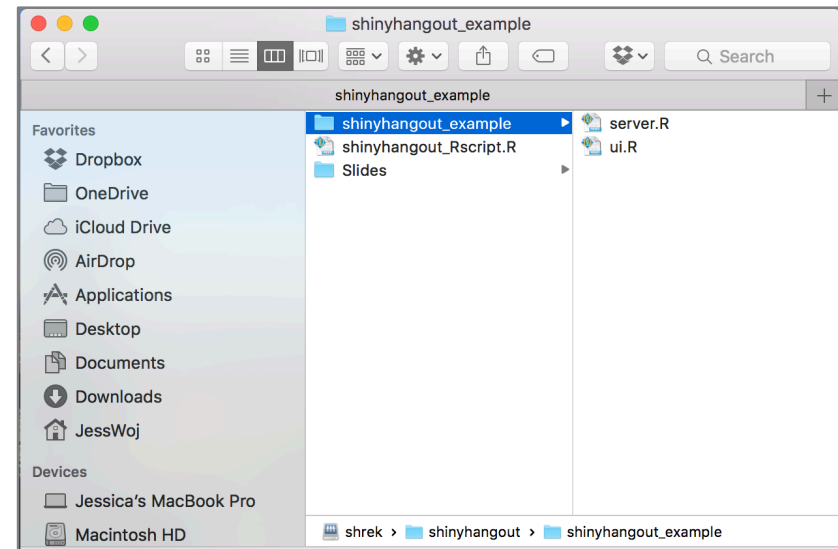 shinyhangout_example
Search
shinyhangout_example
Favorites
Dropbox
OneDrive
iCloud Drive
AirDrop
Applications
Desktop
Documents
Downloads
JessWoj
Devices
Jessica's MacBook Pro
Macintosh HD
shinyhangout_example
shinyhangout_Rscript.R
Slides
server.R
ui.R
shrek › shinyhangout › shinyhangout_example